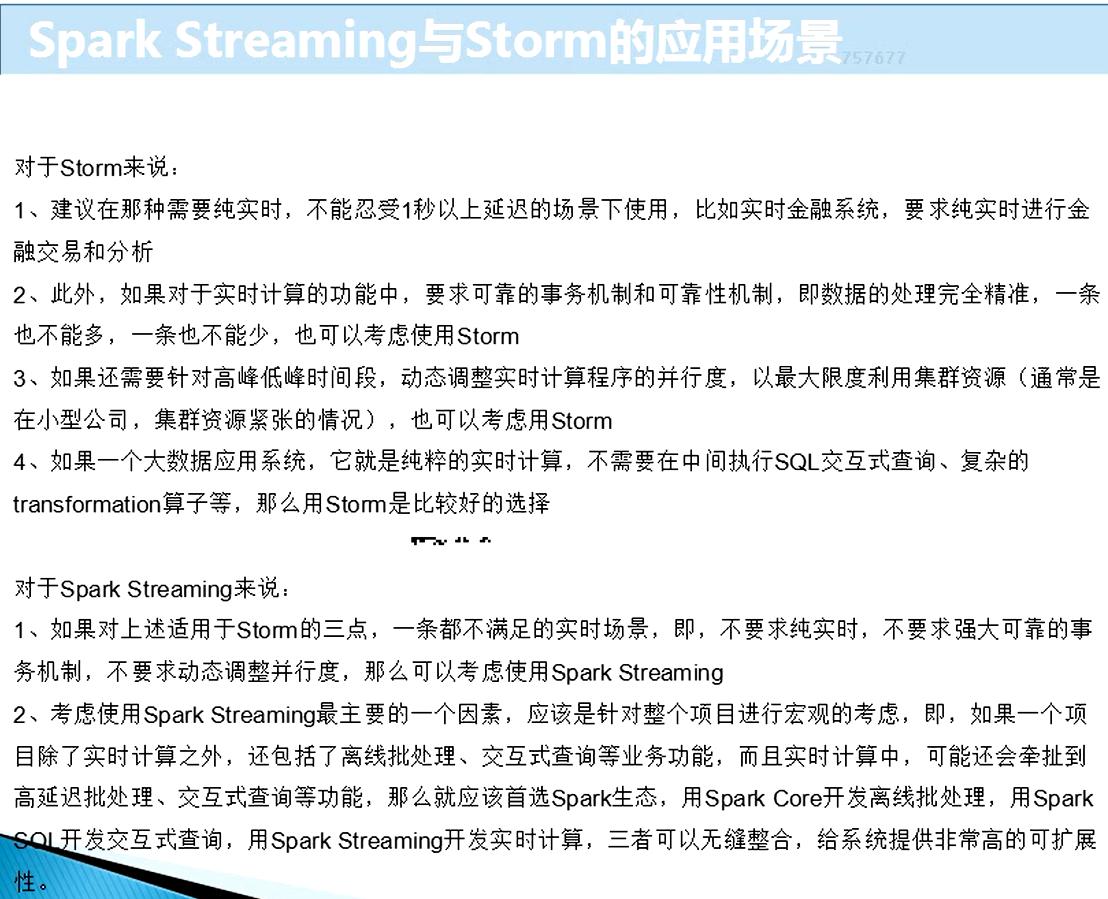 Spark Streaming与Storm的应用场景
757677
对于Storm来说：
1、建议在那种需要纯实时，不能忍受1秒以上延迟的场景下使用，比如实时金融系统，要求纯实时进行金
融交易和分析
2、此外，如果对于实时计算的功能中，要求可靠的事务机制和可靠性机制，即数据的处理完全精准，一条
也不能多，一条也不能少，也可以考虑使用Storm
3、如果还需要针对高峰低峰时间段，动态调整实时计算程序的并行度，以最大限度利用集群资源（通常是
在小型公司，集群资源紧张的情况），也可以考虑用Storm
4、如果一个大数据应用系统，它就是纯粹的实时计算，不需要在中间执行SQL交互式查询、复杂的
transformation算子等，那么用Storm是比较好的选择
对于Spark Streaming来说：
1、如果对上述适用于Storm的三点，一条都不满足的实时场景，即，不要求纯实时，不要求强大可靠的事
务机制，不要求动态调整并行度，那么可以考虑使用Spark Streaming
2、考虑使用Spark Streaming最主要的一个因素，应该是针对整个项目进行宏观的考虑，即，如果一个项
目除了实时计算之外，还包括了离线批处理、交互式查询等业务功能，而且实时计算中，可能还会牵扯到
高延迟批处理、交互式查询等功能，那么就应该首选Spark生态，用Spark Core开发离线批处理，用Spark
SQL开发交互式查询，用Spark Streaming开发实时计算，三者可以无缝整合，给系统提供非常高的可扩展
性。